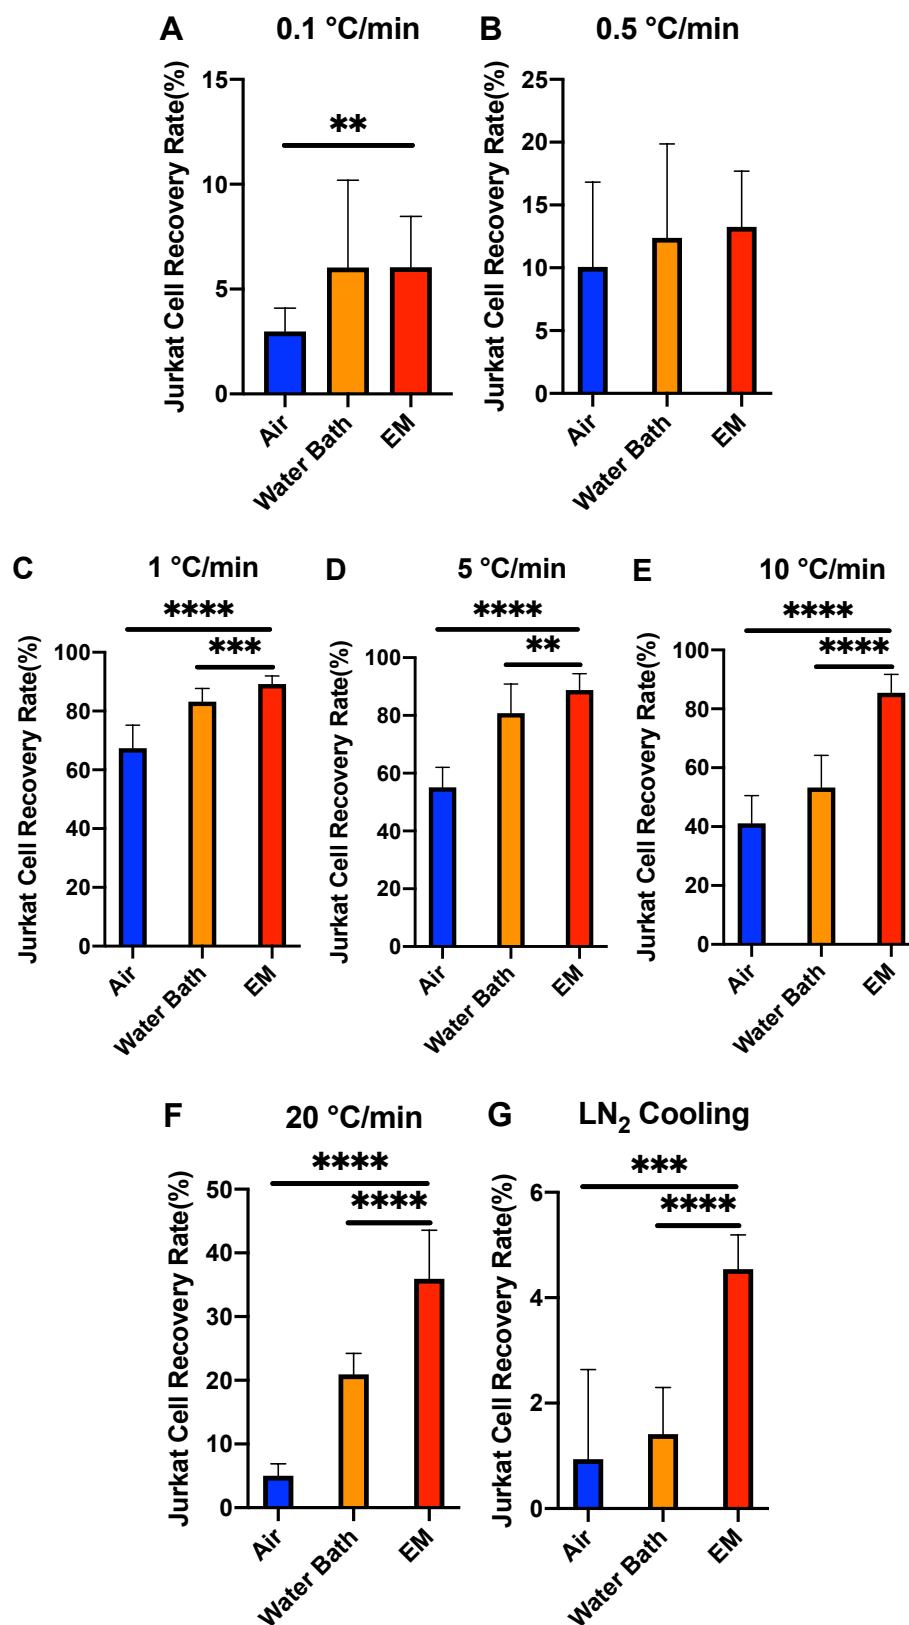 A 0.1 °C/min
Jurkat Cell Recovery Rate(%)
15
10
5
0
**
Air
Water Bath
EM
B 0.5 °C/min
Jurkat Cell Recovery Rate(%)
25
20
15
10
5
0
Air
Water Bath
EM
C 1 °C/min
Jurkat Cell Recovery Rate(%)
100
80
60
40
20
0
****
***
Air
Water Bath
EM
D 5 °C/min
Jurkat Cell Recovery Rate(%)
100
80
60
40
20
0
****
**
Air
Water Bath
EM
E 10 °C/min
Jurkat Cell Recovery Rate(%)
100
80
60
40
20
0
****
****
Air
Water Bath
EM
F 20 °C/min
Jurkat Cell Recovery Rate(%)
50
40
30
20
10
0
****
****
Air
Water Bath
EM
G LN₂ Cooling
Jurkat Cell Recovery Rate(%)
6
4
2
0
***
****
Air
Water Bath
EM